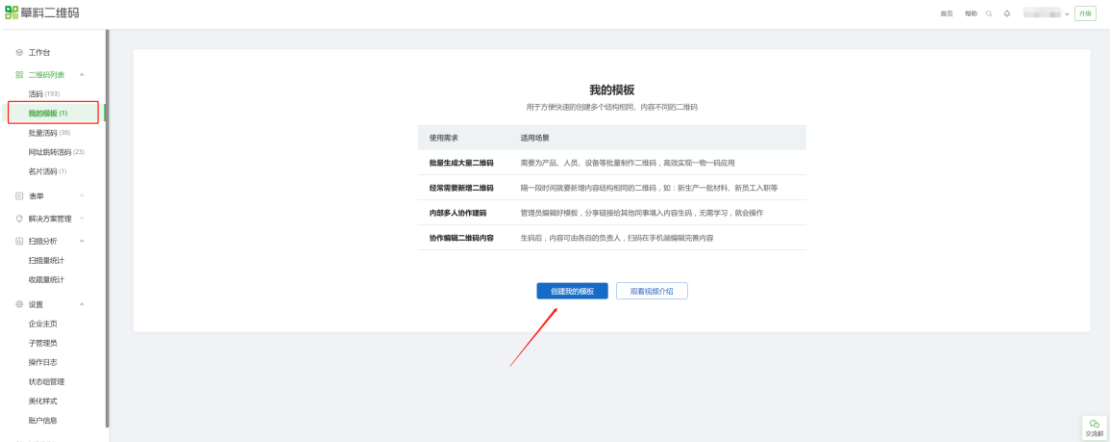 草料二维码
首页 帮助 升级
工作台
二维码列表
活码 (193)
我的模板 (1)
批量活码 (39)
网址跳转活码 (23)
名片活码 (1)
表单
解决方案管理
扫描分析
扫描量统计
收藏量统计
设置
企业主页
子管理员
操作日志
状态组管理
美化样式
账户信息
我的模板
用于方便快速的创建多个结构相同、内容不同的二维码
使用需求 适用场景
批量生成大量二维码 需要为产品、人员、设备等批量制作二维码，高效实现一物一码应用
经常需要新增二维码 隔一段时间就要新增内容结构相同的二维码，如：新生产一批材料、新员工入职等
内部多人协作建码 管理员编辑好模板，分享链接给其他同事填入内容生码，无需学习，就会操作
协作编辑二维码内容 生码后，内容可由各自的负责人，扫码在手机端编辑完善内容
创建我的模板 观看视频介绍
交流群